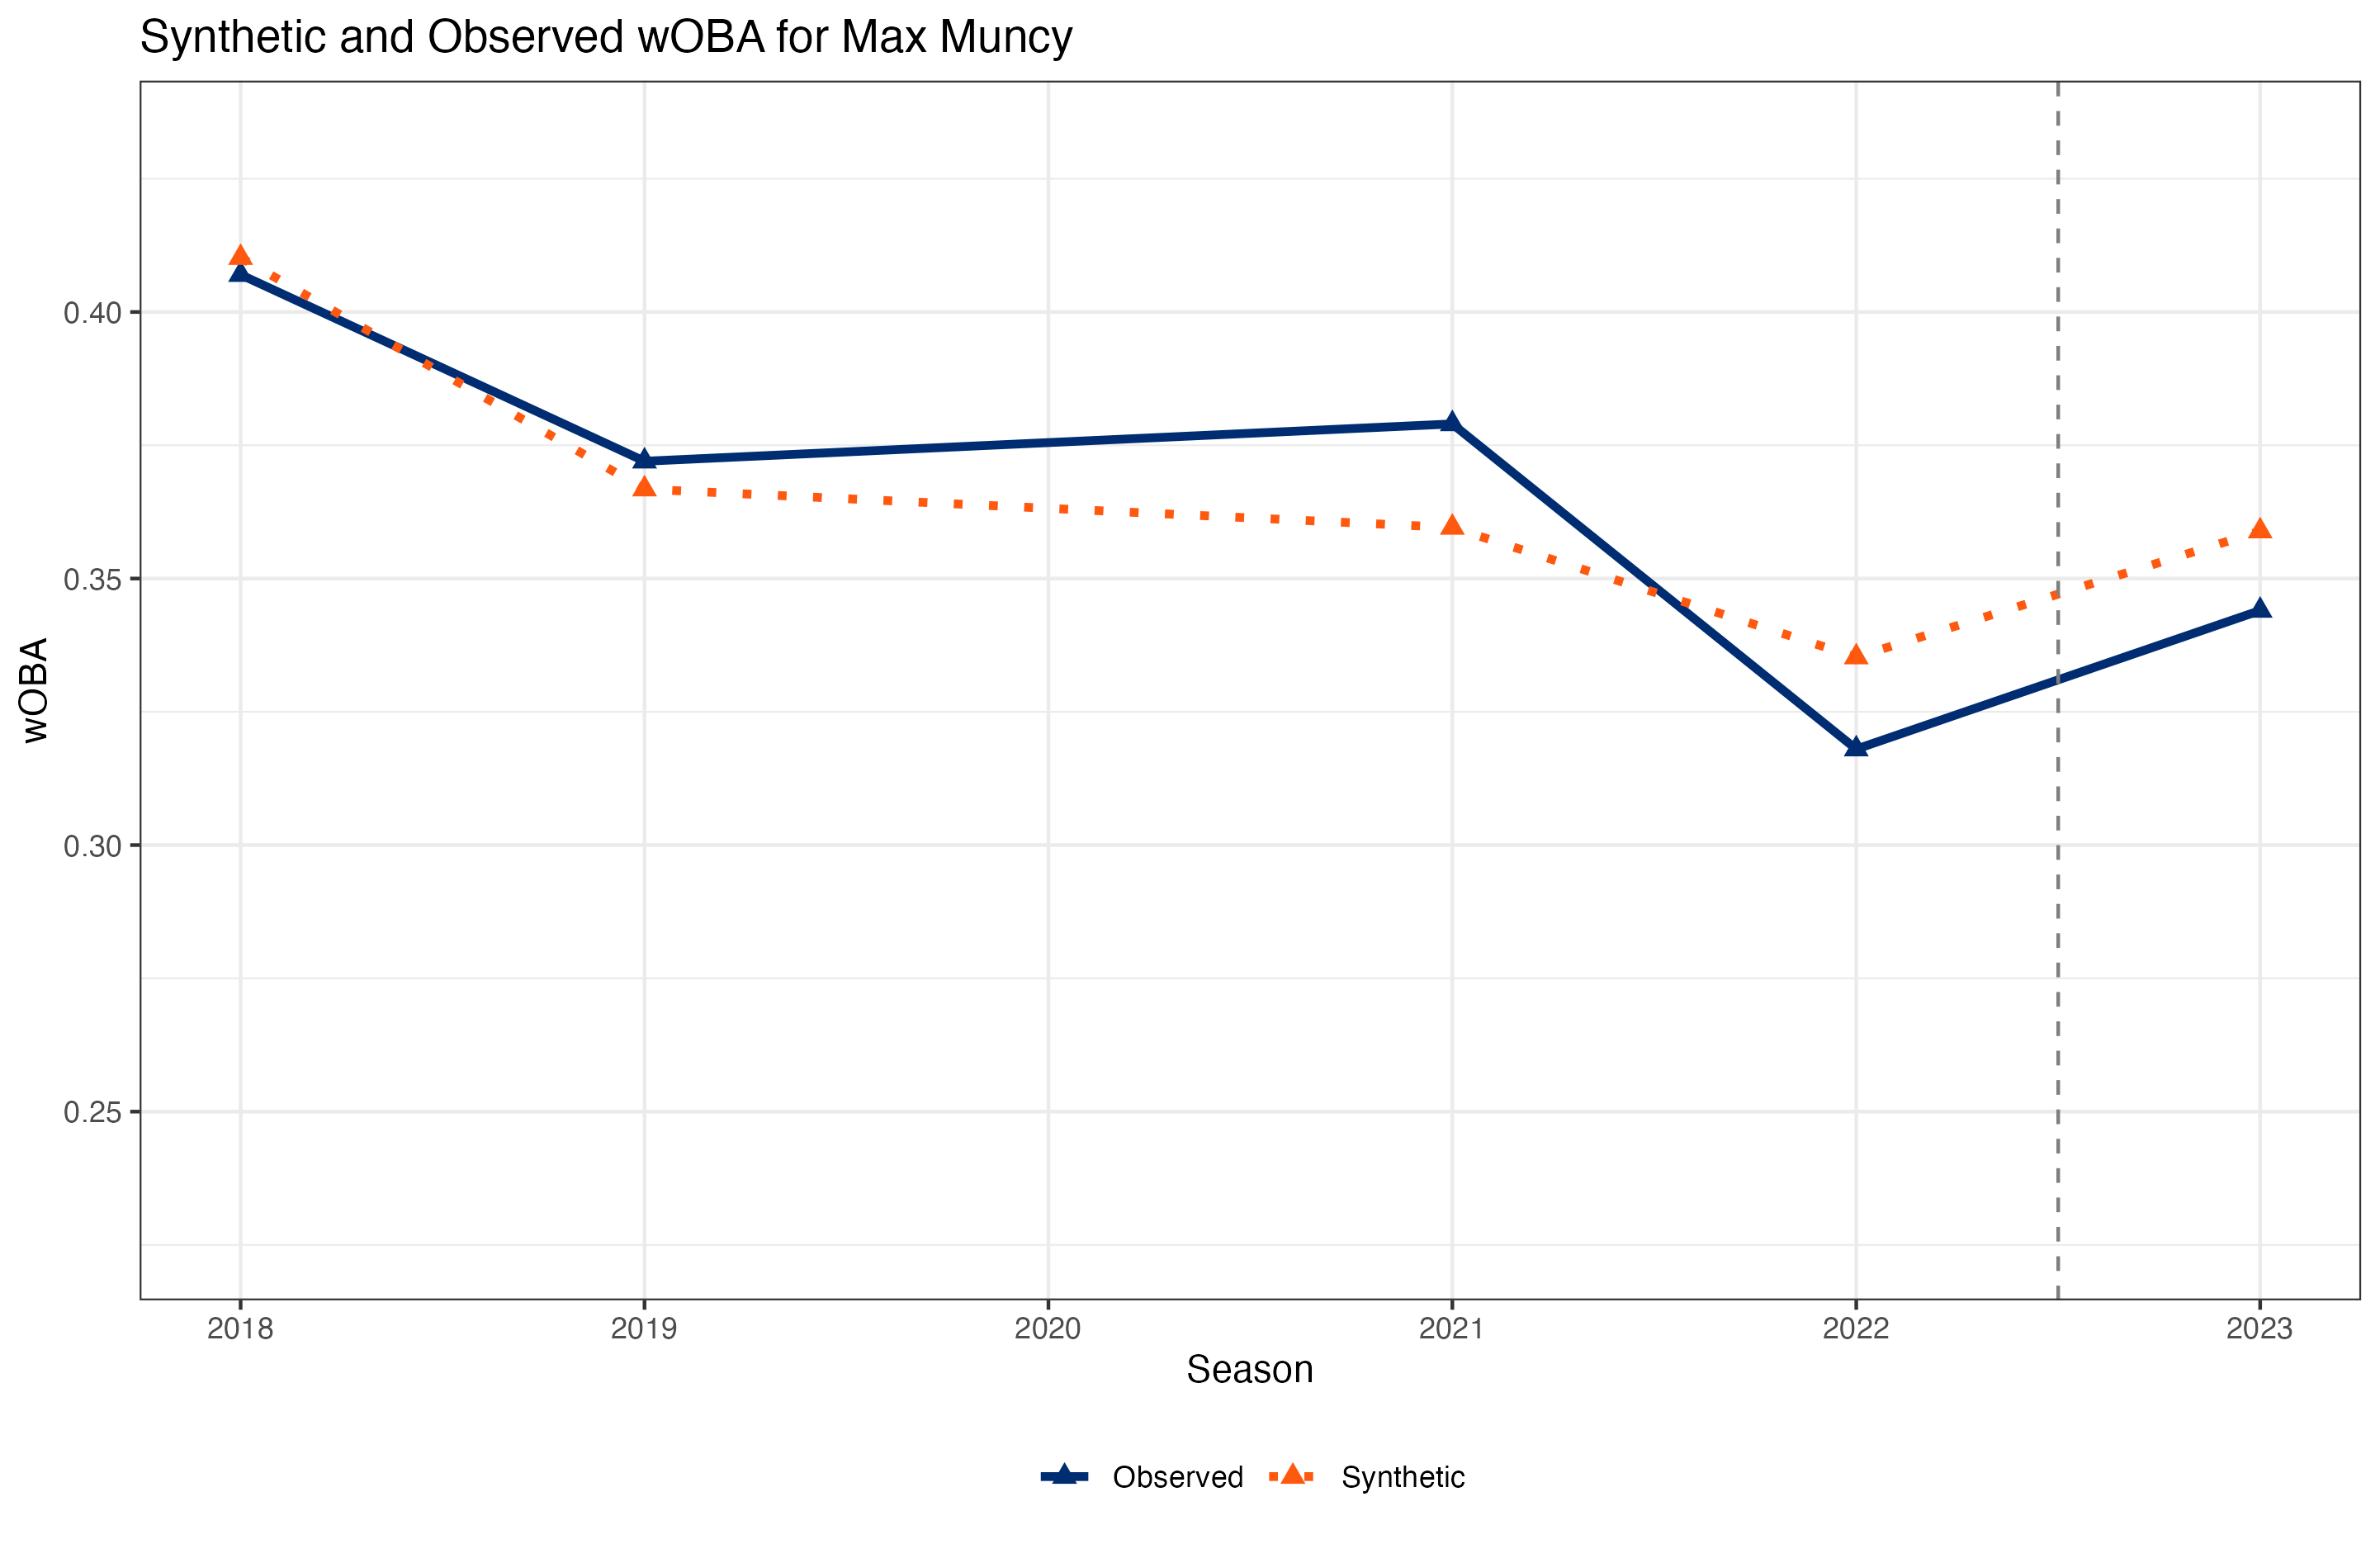 Synthetic and Observed wOBA for Max Muncy
wOBA
0.40
0.35
0.30
0.25
2018 2019 2020 2021 2022 2023
Season
Observed Synthetic